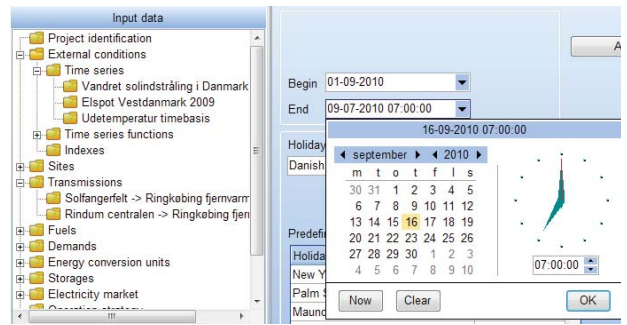 Input data
Project identification
External conditions
Time series
Vandret solindstråling i Danmark
Elspot Vestdanmark 2009
Udetemperatur timebasis
Time series functions
Indexes
Sites
Transmissions
Solfangerfelt -> Ringkøbing fjernvarm
Rindum centralen -> Ringkøbing fjen
Fuels
Demands
Energy conversion units
Storages
Electricity market
A
Begin 01-09-2010
End 09-07-2010 07:00:00
Holiday
Danish
Predefi
Holida
New Y
Palm S
Maund
16-09-2010 07:00:00
september 2010
m t o t f l s
30 31 1 2 3 4 5
6 7 8 9 10 11 12
13 14 15 16 17 18 19
20 21 22 23 24 25 26
27 28 29 30 1 2 3
4 5 6 7 8 9 10
07:00:00
Now Clear OK